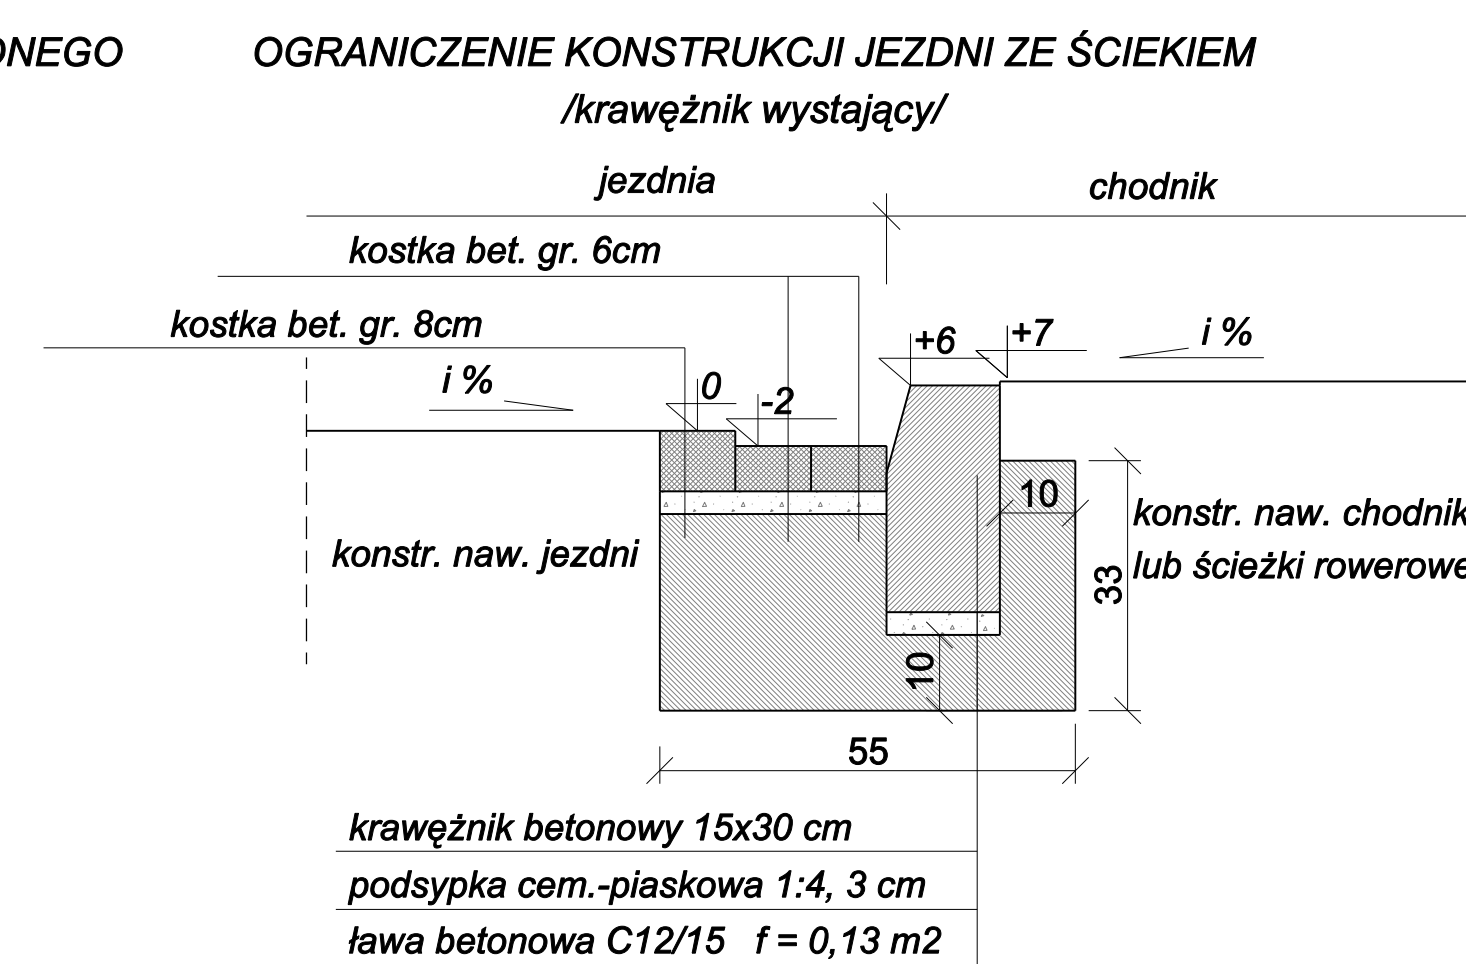 ONEGO
OGRANICZENIE KONSTRUKCJI JEZDNI ZE ŚCIEKIEM
/krawężnik wystający/
jezdnia
chodnik
kostka bet. gr. 6cm
kostka bet. gr. 8cm
i %
0
-2
+6
+7
i %
konstr. naw. jezdni
10
konstr. naw. chodnik
lub ścieżki rowerowe
33
10
55
krawężnik betonowy 15x30 cm
podsypka cem.-piaskowa 1:4, 3 cm
ława betonowa C12/15 f = 0,13 m2